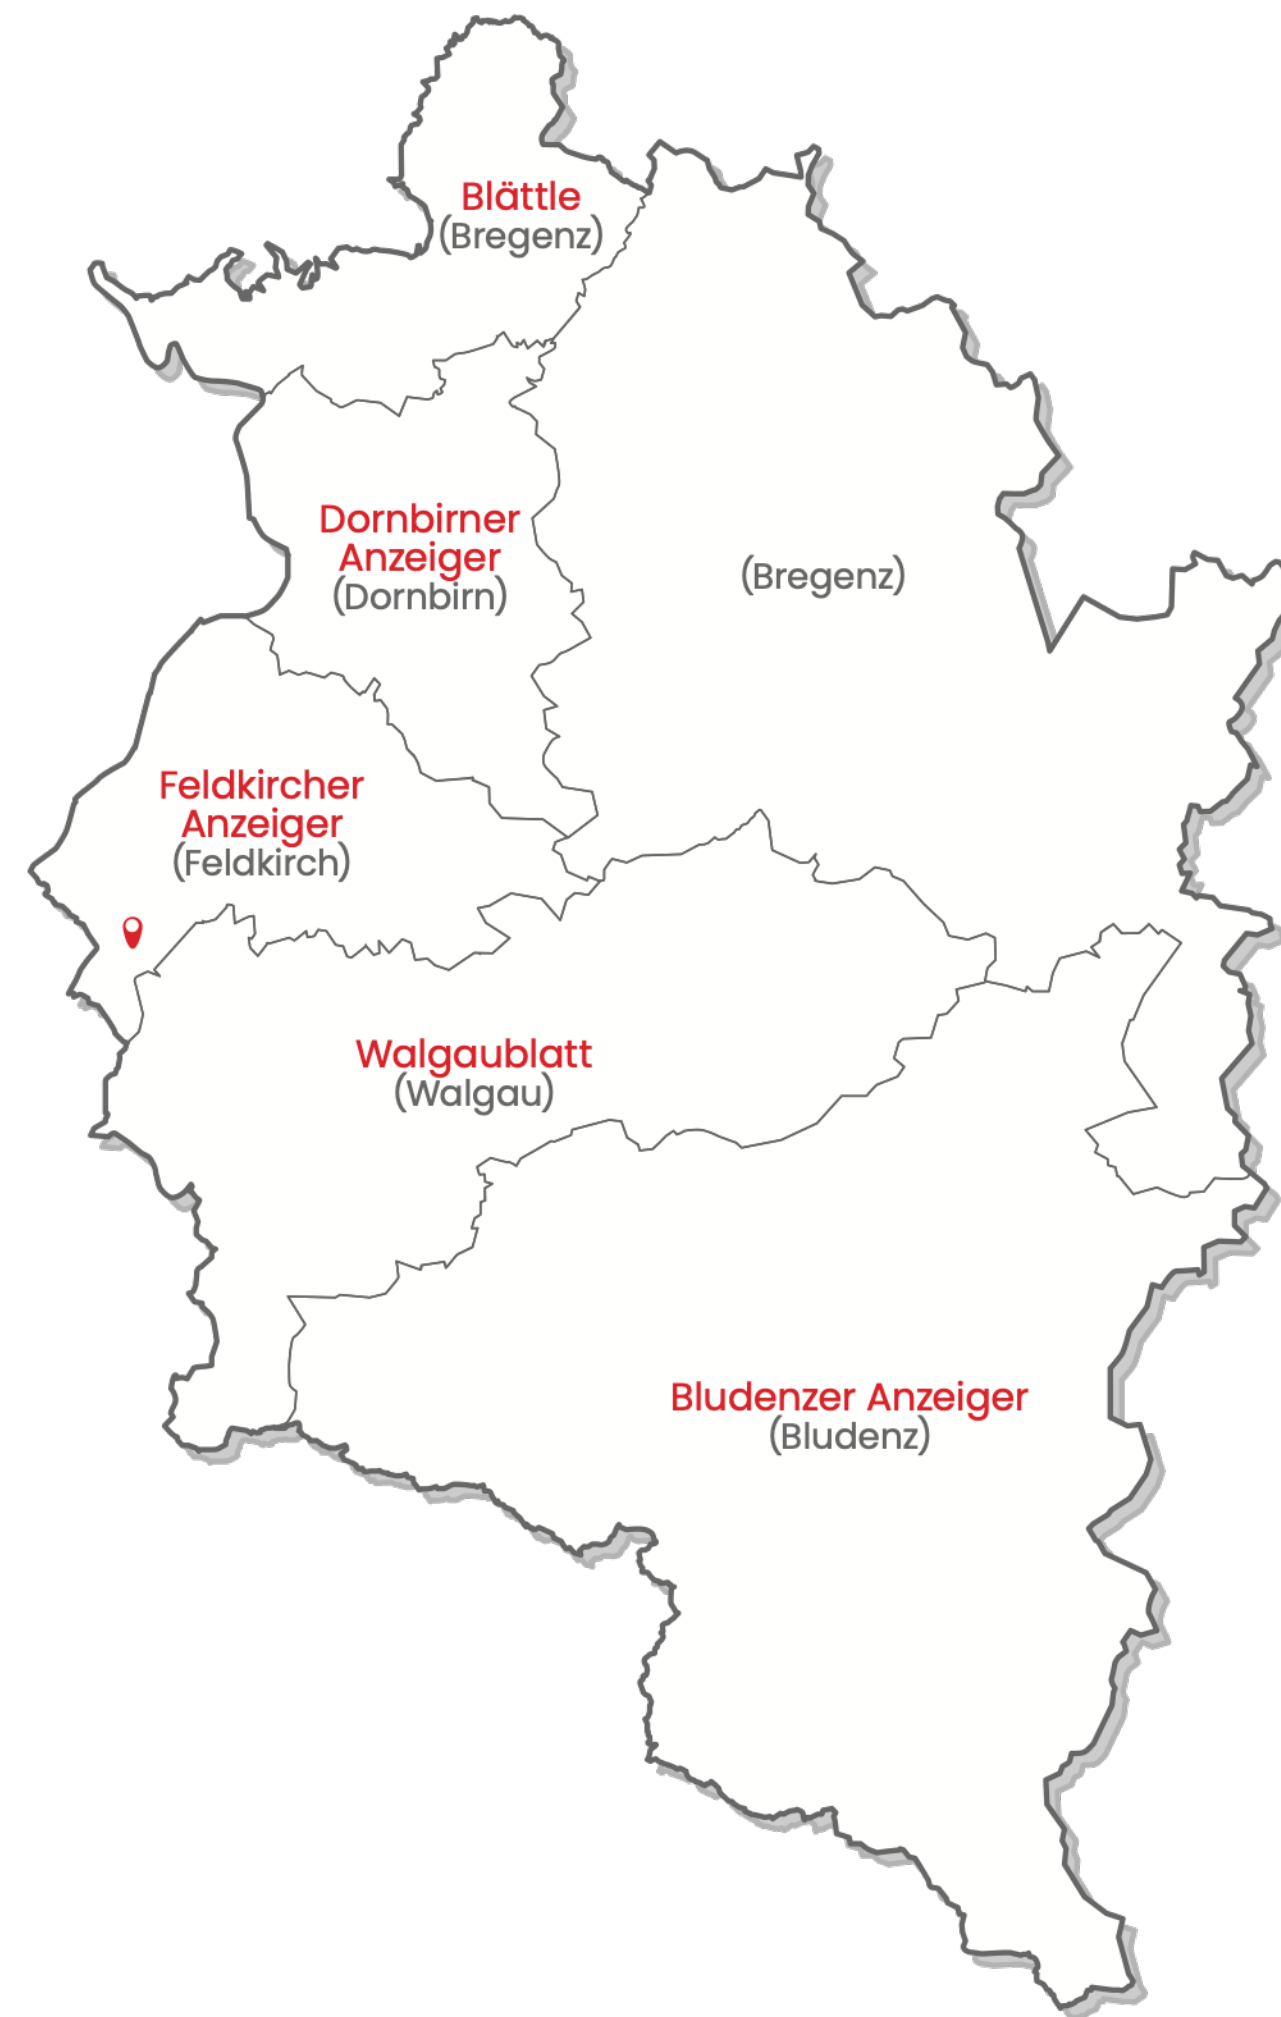 Blättle
(Bregenz)
Dornbirner
Anzeiger
(Dornbirn)
(Bregenz)
Feldkircher
Anzeiger
(Feldkirch)
Walgaublatt
(Walgau)
Bludenzer Anzeiger
(Bludenz)